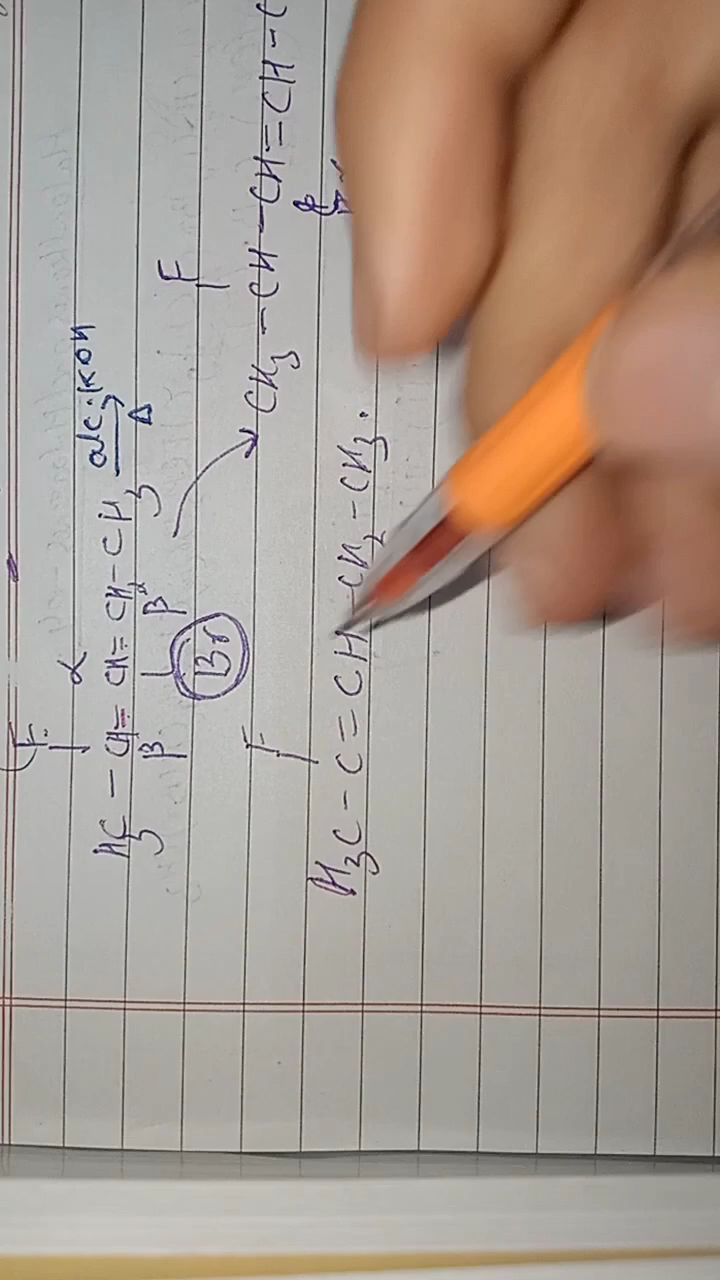 F
α
H3C - CH = CH = CH - CH3 alc. KOH
Δ
β β
Br
F
CH3 - CH - CH = CH - C
F
H3C - C = CH - CH2 - CH3.